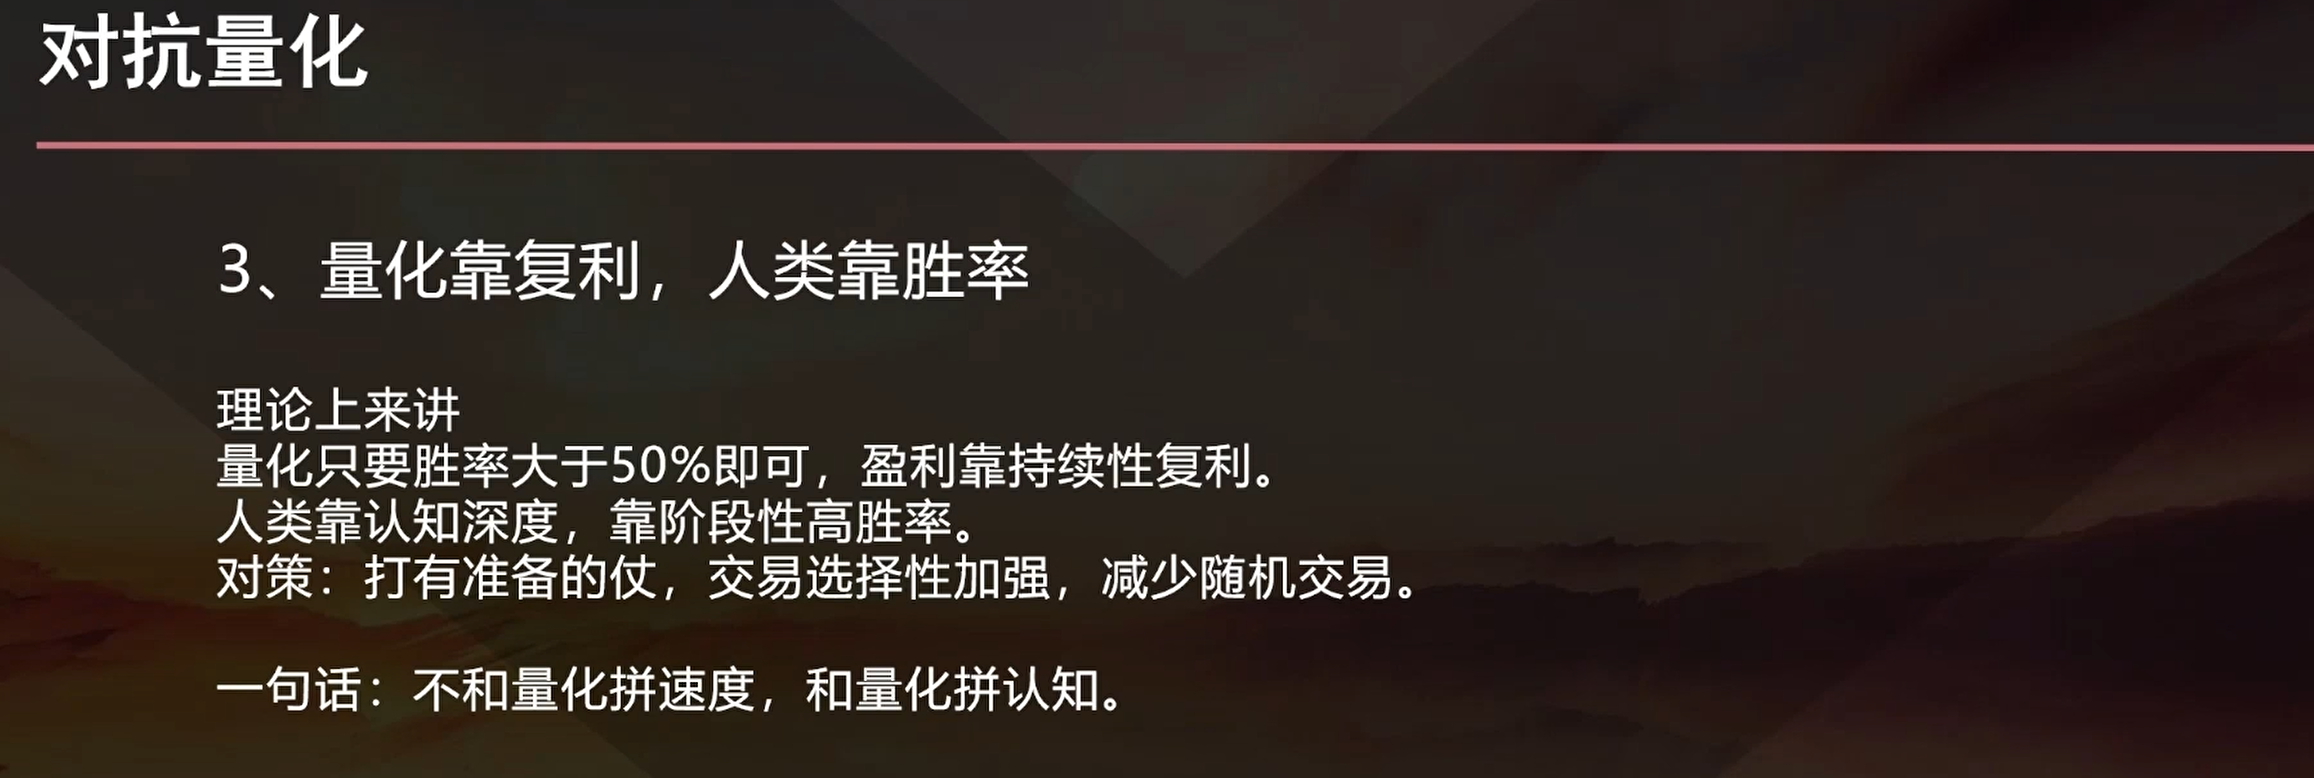 对抗量化
3、量化靠复利，人类靠胜率
理论上来讲
量化只要胜率大于50%即可，盈利靠持续性复利。
人类靠认知深度，靠阶段性高胜率。
对策：打有准备的仗，交易选择性加强，减少随机交易。
一句话：不和量化拼速度，和量化拼认知。